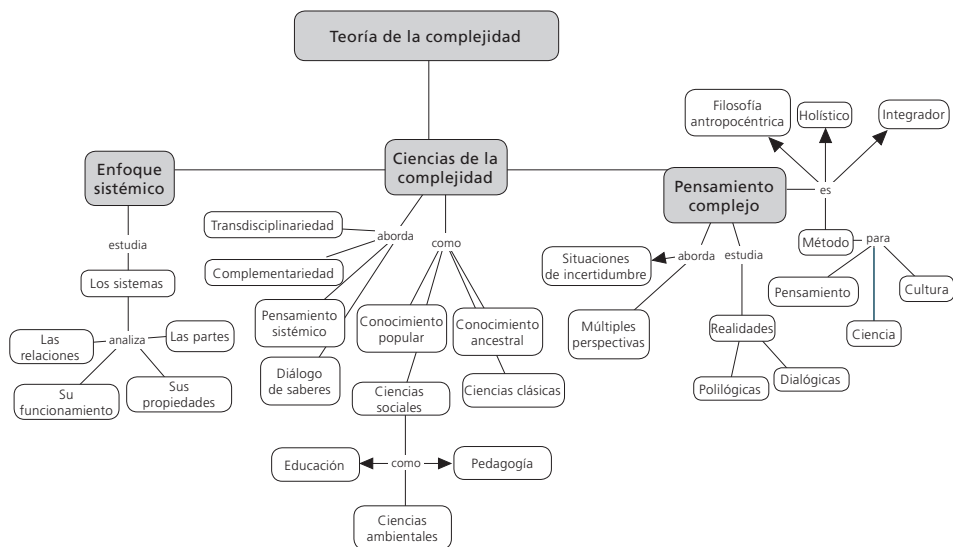 Teoría de la complejidad
Filosofía
antropocéntrica
Holístico
Integrador
Enfoque
sistémico
Ciencias de la
complejidad
Pensamiento
complejo
es
estudia
Transdisciplinariedad
aborda
como
Situaciones
de incertidumbre
aborda
estudia
Método
para
Los sistemas
Complementariedad
Pensamiento
Cultura
Pensamiento
sistémico
Conocimiento
popular
Conocimiento
ancestral
Múltiples
perspectivas
Realidades
Ciencia
Las
relaciones
analiza
Las partes
Su
funcionamiento
Sus
propiedades
Diálogo
de saberes
Ciencias
sociales
Ciencias clásicas
Polilógicas
Dialógicas
Educación
como
Pedagogía
Ciencias
ambientales